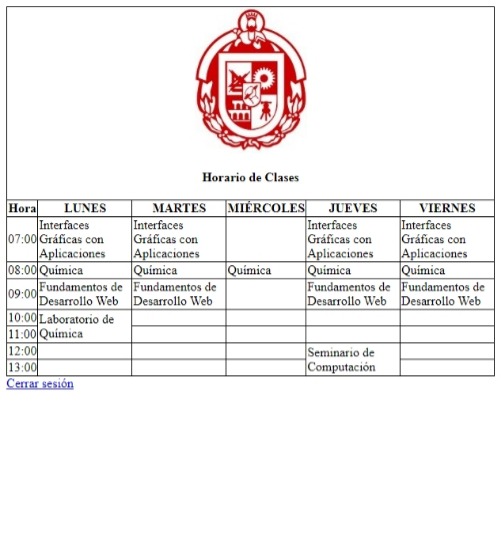 Horario de Clases
Hora LUNES MARTES MIÉRCOLES JUEVES VIERNES
Interfaces Interfaces Interfaces Interfaces
07:00 Gráficas con Gráficas con Gráficas con Gráficas con
Aplicaciones Aplicaciones Aplicaciones Aplicaciones
08:00 Química Química Química Química Química
09:00 Fundamentos de Fundamentos de Fundamentos de Fundamentos de
Desarrollo Web Desarrollo Web Desarrollo Web Desarrollo Web
10:00 Laboratorio de
11:00 Química
12:00 Seminario de
13:00 Computación
Cerrar sesión